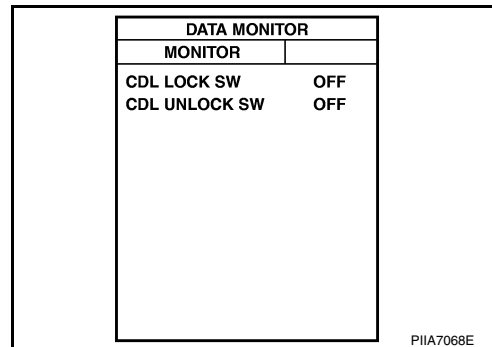 DATA MONITOR
MONITOR
CDL LOCK SW OFF
CDL UNLOCK SW OFF
PIIA7068E